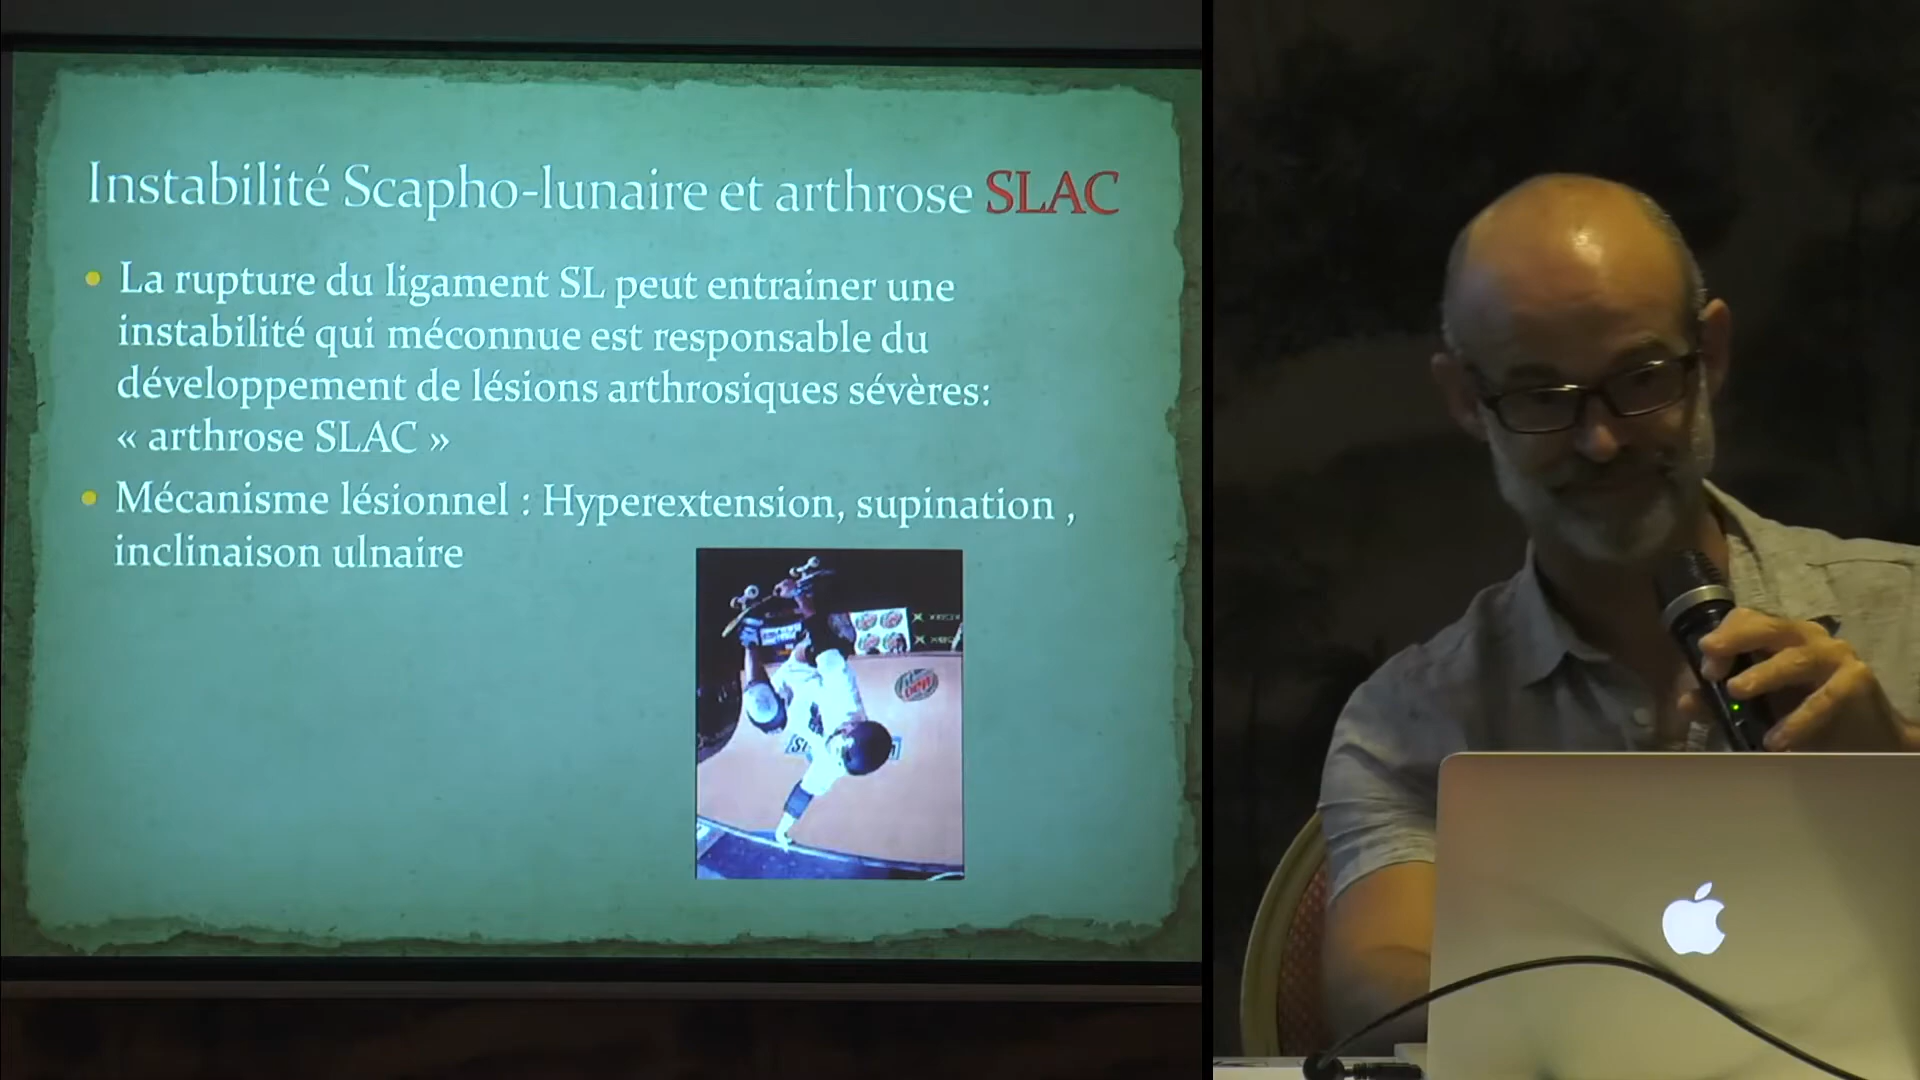 Instabilité Scapho-lunaire et arthrose SLAC
La rupture du ligament SL peut entrainer une
instabilité qui méconnue est responsable du
développement de lésions arthrosiques sévères:
« arthrose SLAC »
Mécanisme lésionnel : Hyperextension, supination ,
inclinaison ulnaire